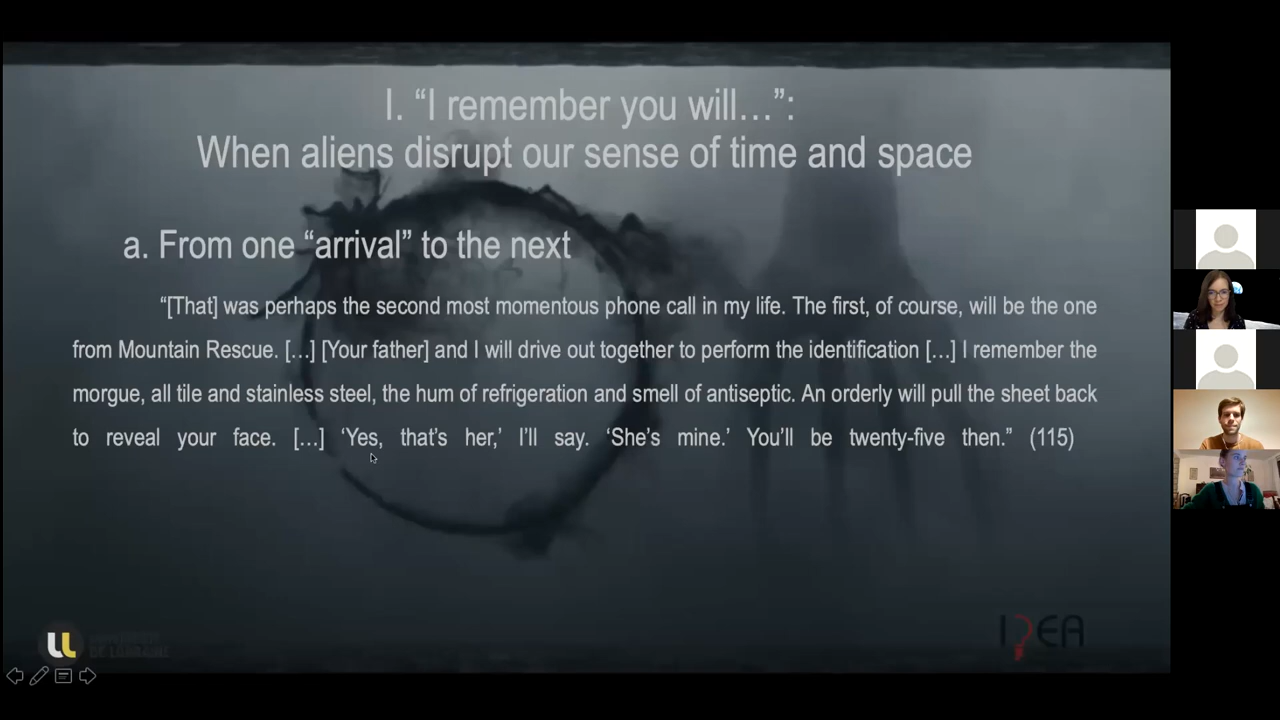 I. “I remember you will…”:
When aliens disrupt our sense of time and space
a. From one “arrival” to the next
“[That] was perhaps the second most momentous phone call in my life. The first, of course, will be the one
from Mountain Rescue. […] [Your father] and I will drive out together to perform the identification […] I remember the
morgue, all tile and stainless steel, the hum of refrigeration and smell of antiseptic. An orderly will pull the sheet back
to reveal your face. […] ‘Yes, that’s her,’ I’ll say. ‘She’s mine.’ You’ll be twenty-five then.” (115)
UNIVERSITÉ
DE LORRAINE
IDEA